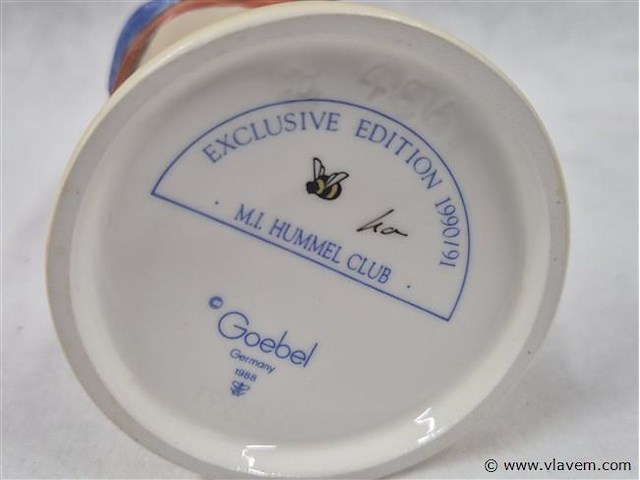 EXCLUSIVE EDITION 1990/91
M.I. HUMMEL CLUB
© Goebel
Germany
1988
© www.vlavem.com